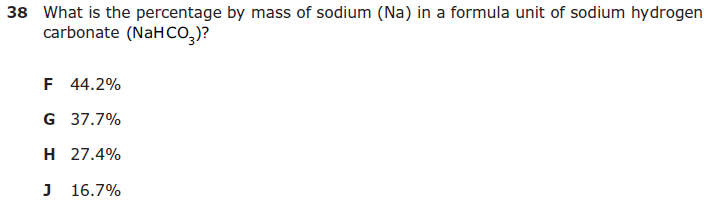 38 What is the percentage by mass of sodium (Na) in a formula unit of sodium hydrogen
carbonate (NaHCO₃)?
F 44.2%
G 37.7%
H 27.4%
J 16.7%